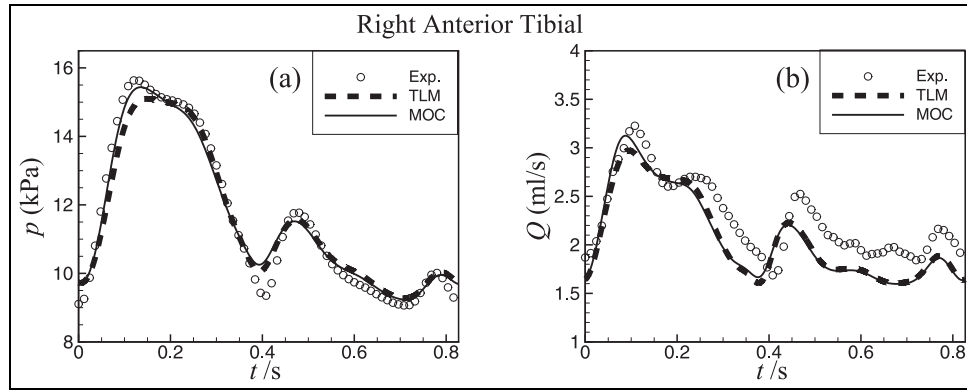 Right Anterior Tibial
(a)
Exp.
TLM
MOC
p (kPa)
16
14
12
10
8
0
0.2
0.4
0.6
0.8
t /s
(b)
Exp.
TLM
MOC
Q (ml/s)
4
3.5
3
2.5
2
1.5
1
0
0.2
0.4
0.6
0.8
t /s